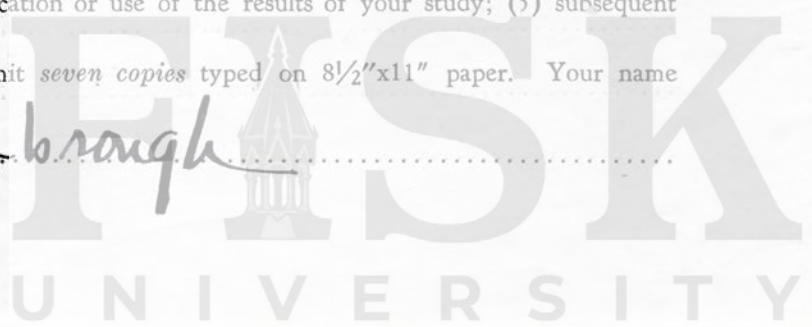 cation or use of the results of your study; (5) subsequent
mit seven copies typed on 8½"x11" paper. Your name
brough
FISK
UNIVERSITY